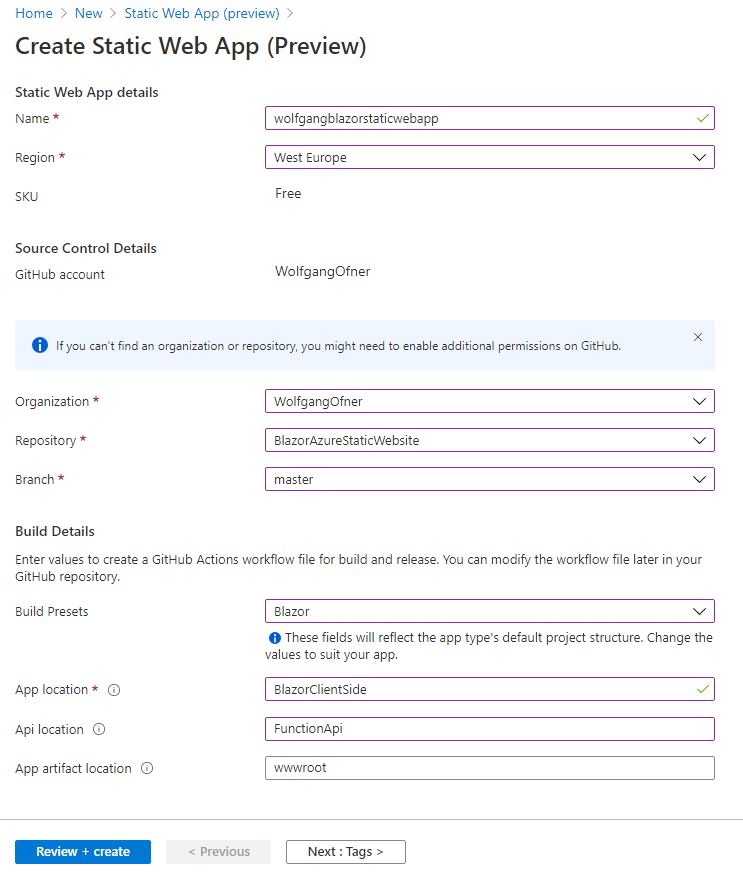 Home > New > Static Web App (preview) >
Create Static Web App (Preview)
Static Web App details
Name * wolfgangblazorstaticwebapp
Region * West Europe
SKU Free
Source Control Details
GitHub account WolfgangOfner
If you can't find an organization or repository, you might need to enable additional permissions on GitHub.
Organization * WolfgangOfner
Repository * BlazorAzureStaticWebsite
Branch * master
Build Details
Enter values to create a GitHub Actions workflow file for build and release. You can modify the workflow file later in your
GitHub repository.
Build Presets Blazor
These fields will reflect the app type's default project structure. Change the
values to suit your app.
App location * BlazorClientSide
Api location FunctionApi
App artifact location wwwroot
Review + create < Previous Next : Tags >